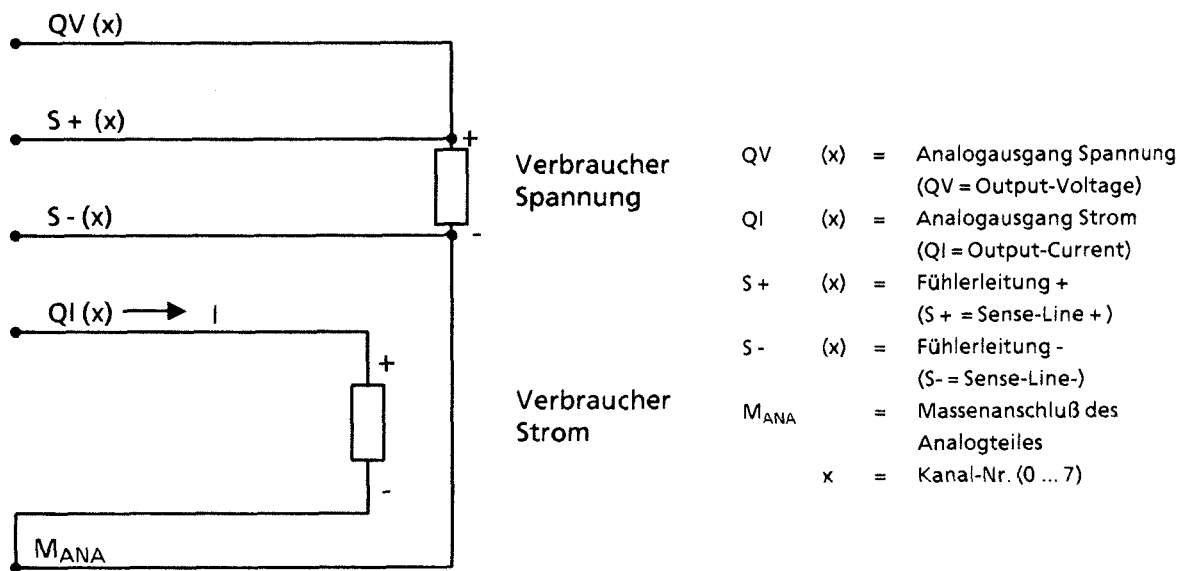 QV (x)
S + (x)
+
Verbraucher
Spannung
S - (x)
-
QI (x) I
+
Verbraucher
Strom
-
MANA
QV (x) = Analogausgang Spannung
(QV = Output-Voltage)
QI (x) = Analogausgang Strom
(QI = Output-Current)
S + (x) = Fühlerleitung +
(S + = Sense-Line + )
S - (x) = Fühlerleitung -
(S- = Sense-Line-)
MANA = Massenanschluß des
Analogteiles
x = Kanal-Nr. (0 ... 7)